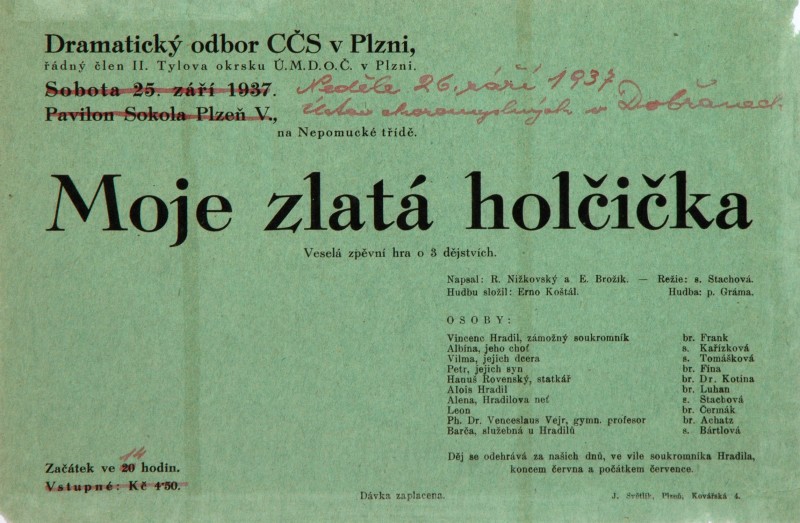 Dramatický odbor CČS v Plzni,
řádný člen II. Tylova okrsku Ú.M.D.O.Č. v Plzni.
Sobota 25. září 1937. Neděle 26. září 1937
Pavilon Sokola Plzeň V., Ústav choromyslných v Dobřanech
na Nepomucké třídě.
Moje zlatá holčička
Veselá zpěvní hra o 3 dějstvích.
Napsal: R. Nižkovský a E. Brožík. — Režie: s. Stachová.
Hudbu složil: Erno Košťál. Hudba: p. Gráma.
OSOBY:
Vincenc Hradil, zámožný soukromník br. Frank
Albína, jeho choť s. Kařízková
Vilma, jejich dcera s. Tomášková
Petr, jejich syn br. Fina
Hanuš Rovenský, statkář br. Dr. Kotina
Alois Hradil br. Luhan
Alena, Hradilova neť s. Stachová
Leon br. Čermák
Ph. Dr. Venceslaus Vejr, gymn. profesor br. Achatz
Barča, služebná u Hradilů s. Bártlová
Děj se odehrává za našich dnů, ve vile soukromníka Hradila,
koncem června a počátkem července.
14
Začátek ve 20 hodin.
Vstupné: Kč 4·50.
Dávka zaplacena.
J. Světlík, Plzeň, Kovářská 4.